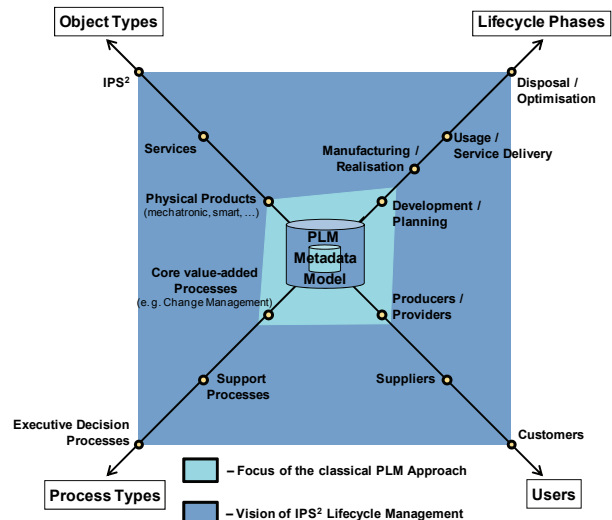 Object Types
Lifecycle Phases
IPS²
Disposal /
Optimisation
Services
Manufacturing /
Realisation
Usage /
Service Delivery
Physical Products
(mechatronic, smart, ...)
Development /
Planning
PLM
Metadata
Model
Core value-added
Processes
(e. g. Change Management)
Producers /
Providers
Support
Processes
Suppliers
Executive Decision
Processes
Customers
Process Types
– Focus of the classical PLM Approach
Users
– Vision of IPS² Lifecycle Management